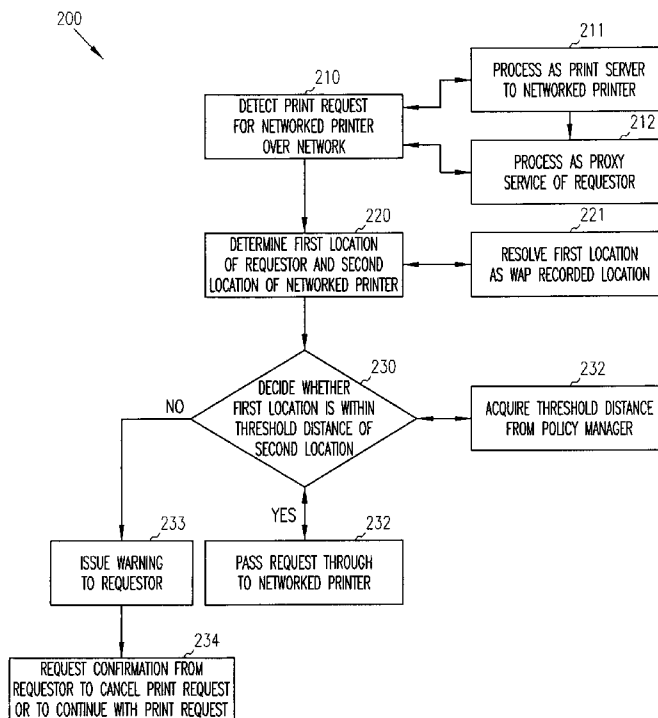 200
211
PROCESS AS PRINT SERVER
TO NETWORKED PRINTER
210
DETECT PRINT REQUEST
FOR NETWORKED PRINTER
OVER NETWORK
212
PROCESS AS PROXY
SERVICE OF REQUESTOR
220
DETERMINE FIRST LOCATION
OF REQUESTOR AND SECOND
LOCATION OF NETWORKED PRINTER
221
RESOLVE FIRST LOCATION
AS WAP RECORDED LOCATION
230
DECIDE WHETHER
FIRST LOCATION IS WITHIN
THRESHOLD DISTANCE OF
SECOND LOCATION
NO
232
ACQUIRE THRESHOLD DISTANCE
FROM POLICY MANAGER
YES
233
ISSUE WARNING
TO REQUESTOR
232
PASS REQUEST THROUGH
TO NETWORKED PRINTER
234
REQUEST CONFIRMATION FROM
REQUESTOR TO CANCEL PRINT REQUEST
OR TO CONTINUE WITH PRINT REQUEST